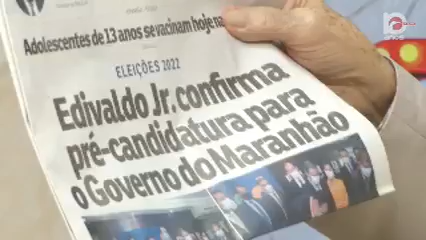 Adolescentes de 13 anos se vacinam hoje na
ELEIÇÕES 2022
Edivaldo Jr. confirma
pré-candidatura para
o Governo do Maranhão